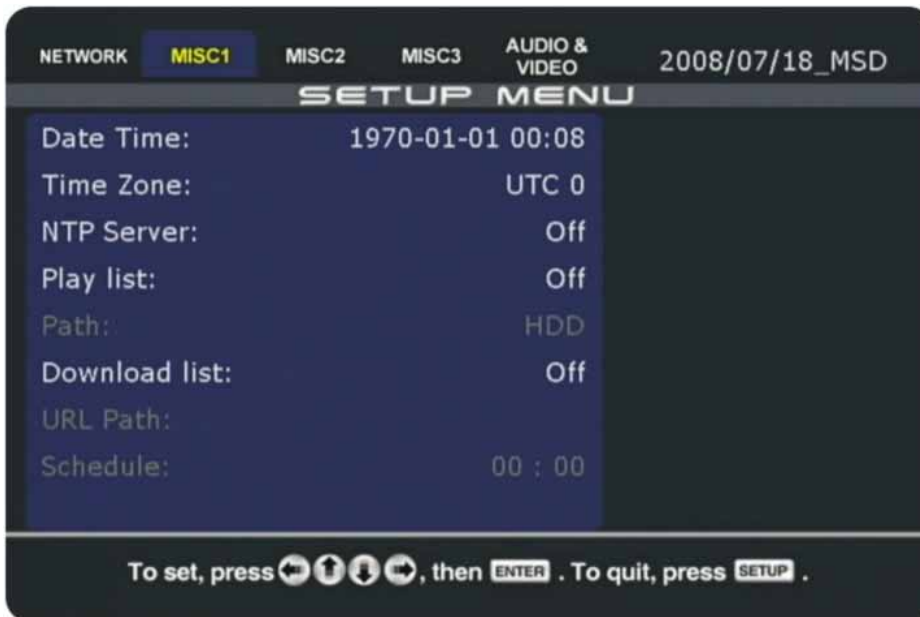 NETWORK MISC1 MISC2 MISC3 AUDIO & VIDEO 2008/07/18_MSD
SETUP MENU
Date Time: 1970-01-01 00:08
Time Zone: UTC 0
NTP Server: Off
Play list: Off
Path: HDD
Download list: Off
URL Path:
Schedule: 00 : 00
To set, press , then ENTER . To quit, press SETUP .